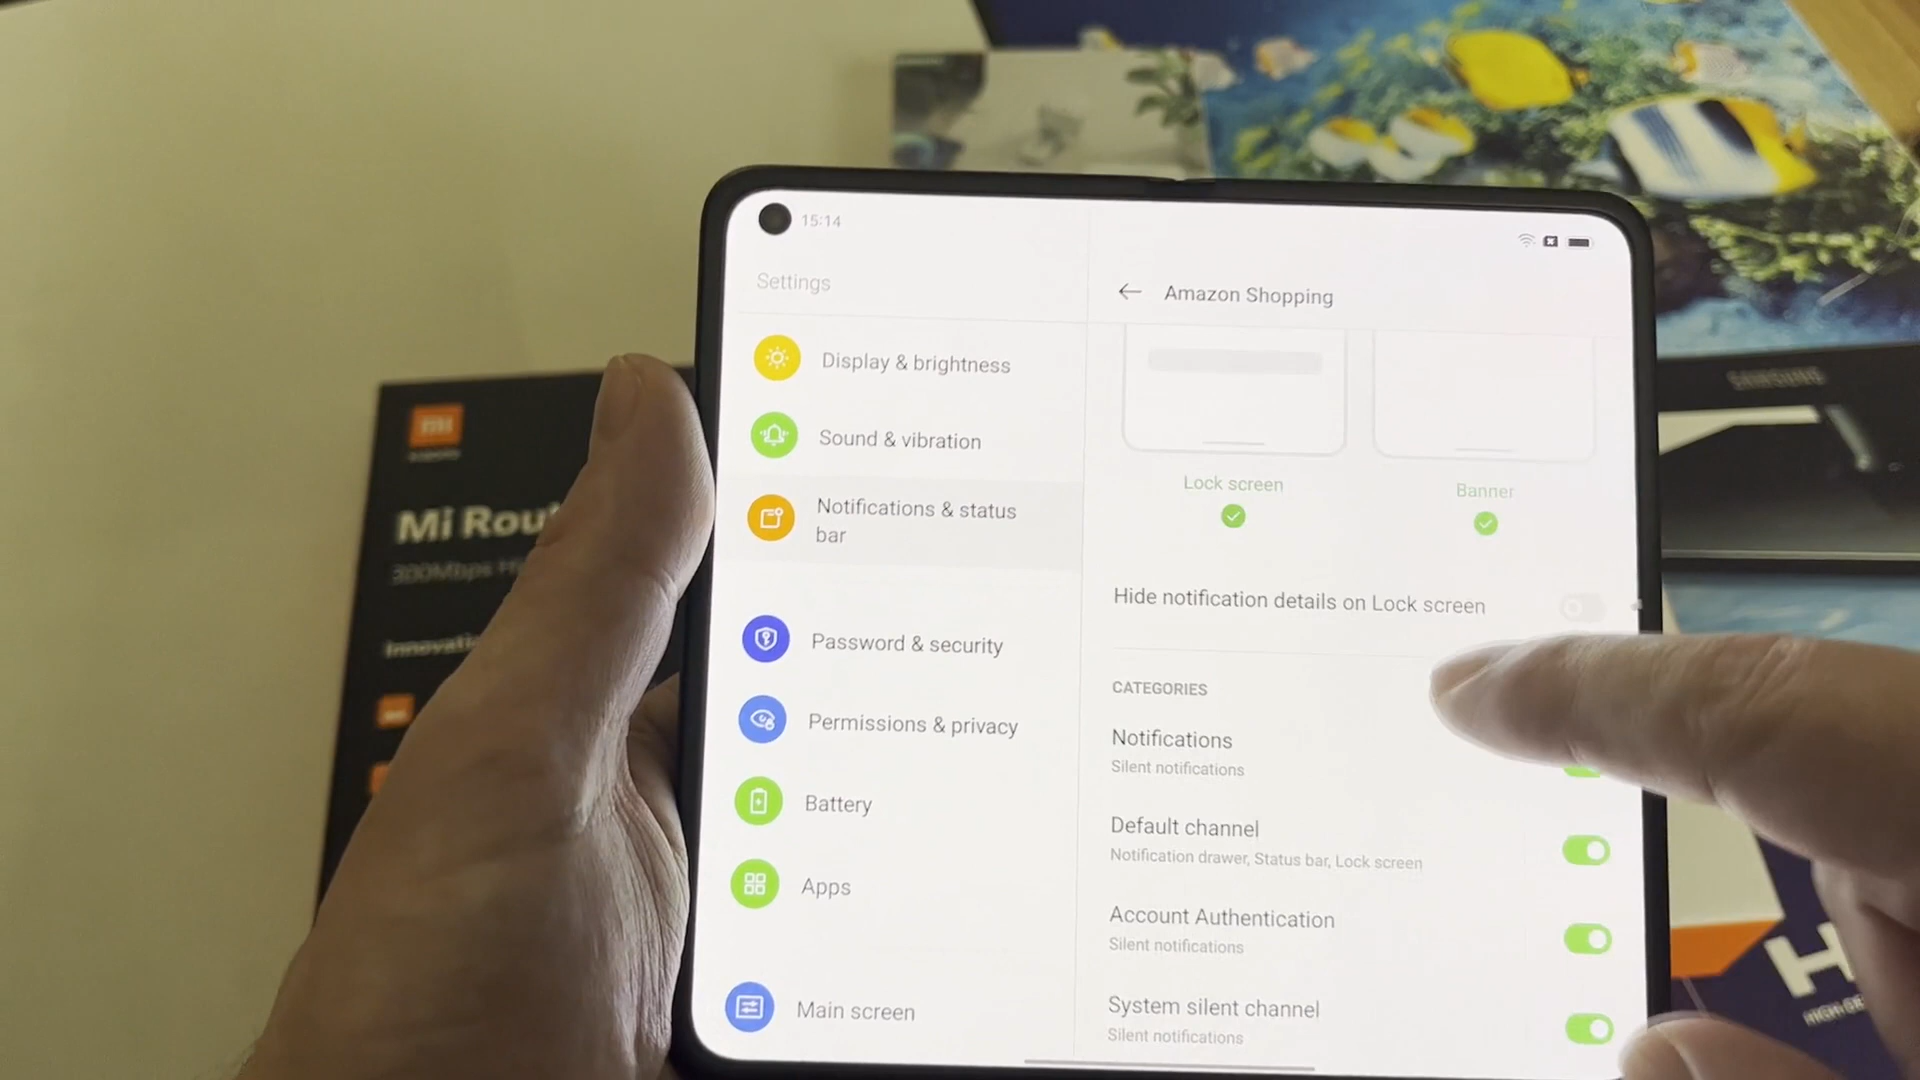 15:14
Settings
Display & brightness
Sound & vibration
Notifications & status
bar
Password & security
Permissions & privacy
Battery
Apps
Main screen
Amazon Shopping
Lock screen
Banner
Hide notification details on Lock screen
CATEGORIES
Notifications
Silent notifications
Default channel
Notification drawer, Status bar, Lock screen
Account Authentication
Silent notifications
System silent channel
Silent notifications
mi
Mi Rou
300Mbps
Innovati
SAMSUNG
H
HIGH